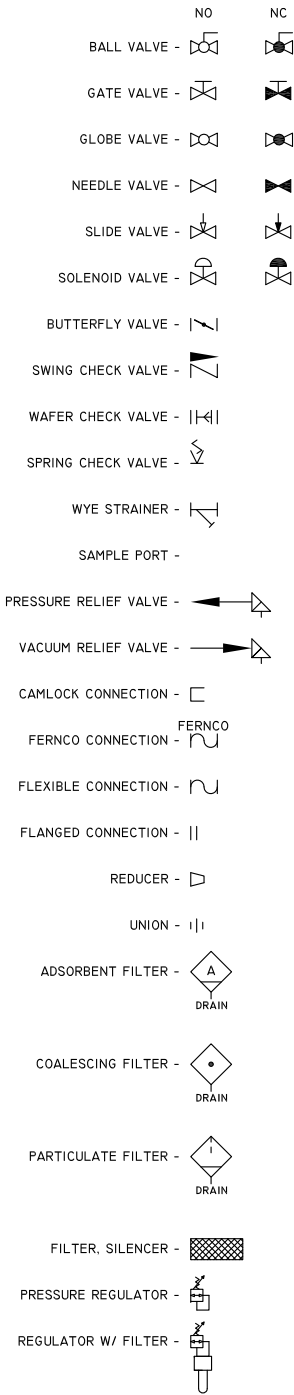 NO NC
BALL VALVE -
GATE VALVE -
GLOBE VALVE -
NEEDLE VALVE -
SLIDE VALVE -
SOLENOID VALVE -
BUTTERFLY VALVE -
SWING CHECK VALVE -
WAFER CHECK VALVE -
SPRING CHECK VALVE -
WYE STRAINER -
SAMPLE PORT -
PRESSURE RELIEF VALVE -
VACUUM RELIEF VALVE -
CAMLOCK CONNECTION -
FERNCO
FERNCO CONNECTION -
FLEXIBLE CONNECTION -
FLANGED CONNECTION -
REDUCER -
UNION -
ADSORBENT FILTER - A
DRAIN
COALESCING FILTER -
DRAIN
PARTICULATE FILTER -
DRAIN
FILTER, SILENCER -
PRESSURE REGULATOR -
REGULATOR W/ FILTER -